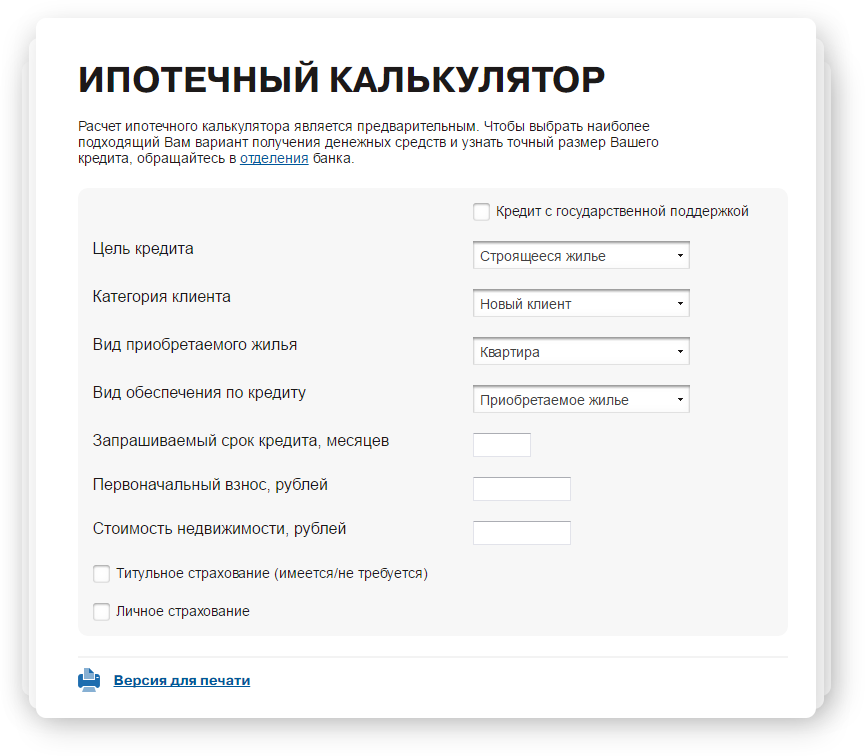 ИПОТЕЧНЫЙ КАЛЬКУЛЯТОР
Расчет ипотечного калькулятора является предварительным. Чтобы выбрать наиболее
подходящий Вам вариант получения денежных средств и узнать точный размер Вашего
кредита, обращайтесь в отделения банка.
Кредит с государственной поддержкой
Цель кредита Строящееся жилье
Категория клиента Новый клиент
Вид приобретаемого жилья Квартира
Вид обеспечения по кредиту Приобретаемое жилье
Запрашиваемый срок кредита, месяцев
Первоначальный взнос, рублей
Стоимость недвижимости, рублей
Титульное страхование (имеется/не требуется)
Личное страхование
Версия для печати